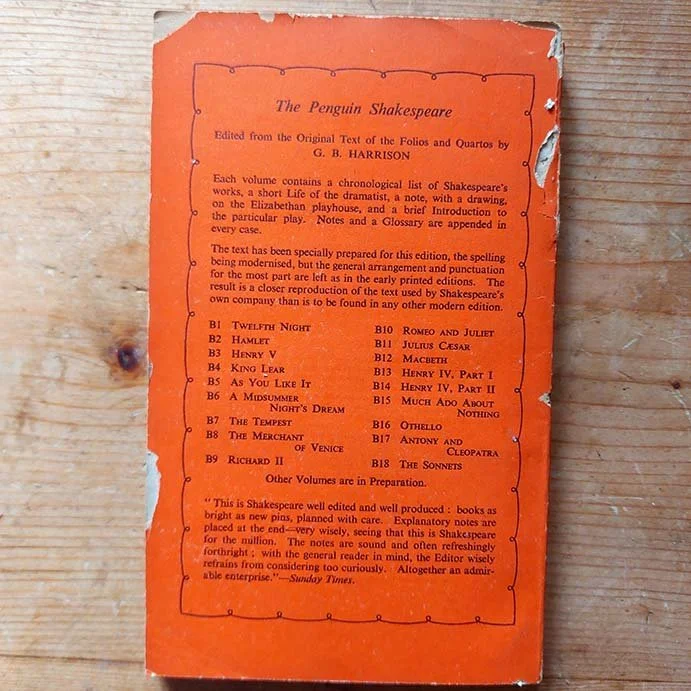 The Penguin Shakespeare
Edited from the Original Text of the Folios and Quartos by
G. B. HARRISON
Each volume contains a chronological list of Shakespeare's
works, a short Life of the dramatist, a note, with a drawing,
on the Elizabethan playhouse, and a brief Introduction to
the particular play. Notes and a Glossary are appended in
every case.
The text has been specially prepared for this edition, the spelling
being modernised, but the general arrangement and punctuation
for the most part are left as in the early printed editions. The
result is a closer reproduction of the text used by Shakespeare's
own company than is to be found in any other modern edition.
B1 TWELFTH NIGHT
B2 HAMLET
B3 HENRY V
B4 KING LEAR
B5 AS YOU LIKE IT
B6 A MIDSUMMER
NIGHT'S DREAM
B7 THE TEMPEST
B8 THE MERCHANT
OF VENICE
B9 RICHARD II
B10 ROMEO AND JULIET
B11 JULIUS CÆSAR
B12 MACBETH
B13 HENRY IV, PART I
B14 HENRY IV, PART II
B15 MUCH ADO ABOUT
NOTHING
B16 OTHELLO
B17 ANTONY AND
CLEOPATRA
B18 THE SONNETS
Other Volumes are in Preparation.
" This is Shakespeare well edited and well produced : books as
bright as new pins, planned with care. Explanatory notes are
placed at the end—very wisely, seeing that this is Shakespeare
for the million. The notes are sound and often refreshingly
forthright ; with the general reader in mind, the Editor wisely
refrains from considering too curiously. Altogether an admir-
able enterprise."—Sunday Times.